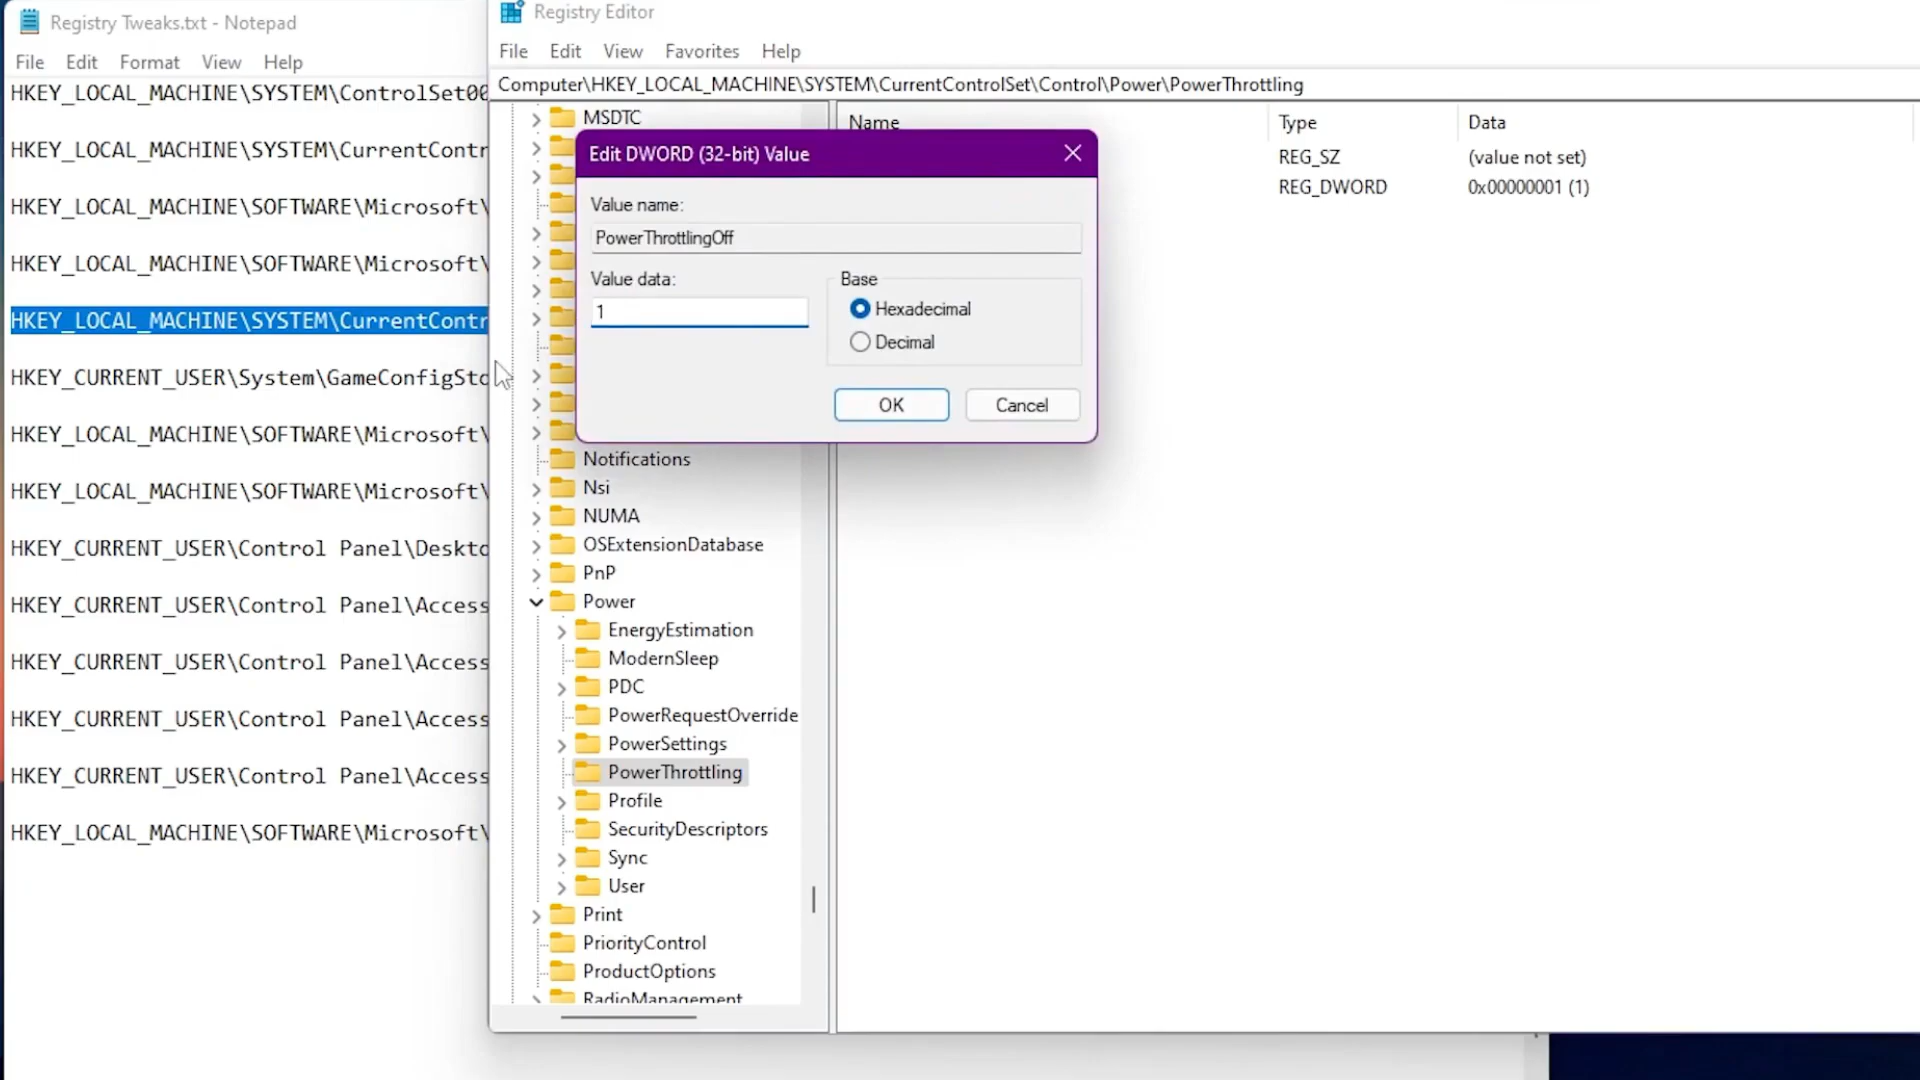 Registry Tweaks.txt - Notepad
File Edit Format View Help
HKEY_LOCAL_MACHINE\SYSTEM\ControlSet00
HKEY_LOCAL_MACHINE\SYSTEM\CurrentContr
HKEY_LOCAL_MACHINE\SOFTWARE\Microsoft\
HKEY_LOCAL_MACHINE\SOFTWARE\Microsoft\
HKEY_LOCAL_MACHINE\SYSTEM\CurrentContr
HKEY_CURRENT_USER\System\GameConfigSto
HKEY_LOCAL_MACHINE\SOFTWARE\Microsoft\
HKEY_LOCAL_MACHINE\SOFTWARE\Microsoft\
HKEY_CURRENT_USER\Control Panel\Deskto
HKEY_CURRENT_USER\Control Panel\Access
HKEY_CURRENT_USER\Control Panel\Access
HKEY_CURRENT_USER\Control Panel\Access
HKEY_CURRENT_USER\Control Panel\Access
HKEY_LOCAL_MACHINE\SOFTWARE\Microsoft\
Registry Editor
File Edit View Favorites Help
Computer\HKEY_LOCAL_MACHINE\SYSTEM\CurrentControlSet\Control\Power\PowerThrottling
MSDTC
Notifications
Nsi
NUMA
OSExtensionDatabase
PnP
Power
EnergyEstimation
ModernSleep
PDC
PowerRequestOverride
PowerSettings
PowerThrottling
Profile
SecurityDescriptors
Sync
User
Print
PriorityControl
ProductOptions
RadioManagement
Name Type Data
REG_SZ (value not set)
REG_DWORD 0x00000001 (1)
Edit DWORD (32-bit) Value
Value name:
PowerThrottlingOff
Value data:
1
Base
Hexadecimal
Decimal
OK Cancel